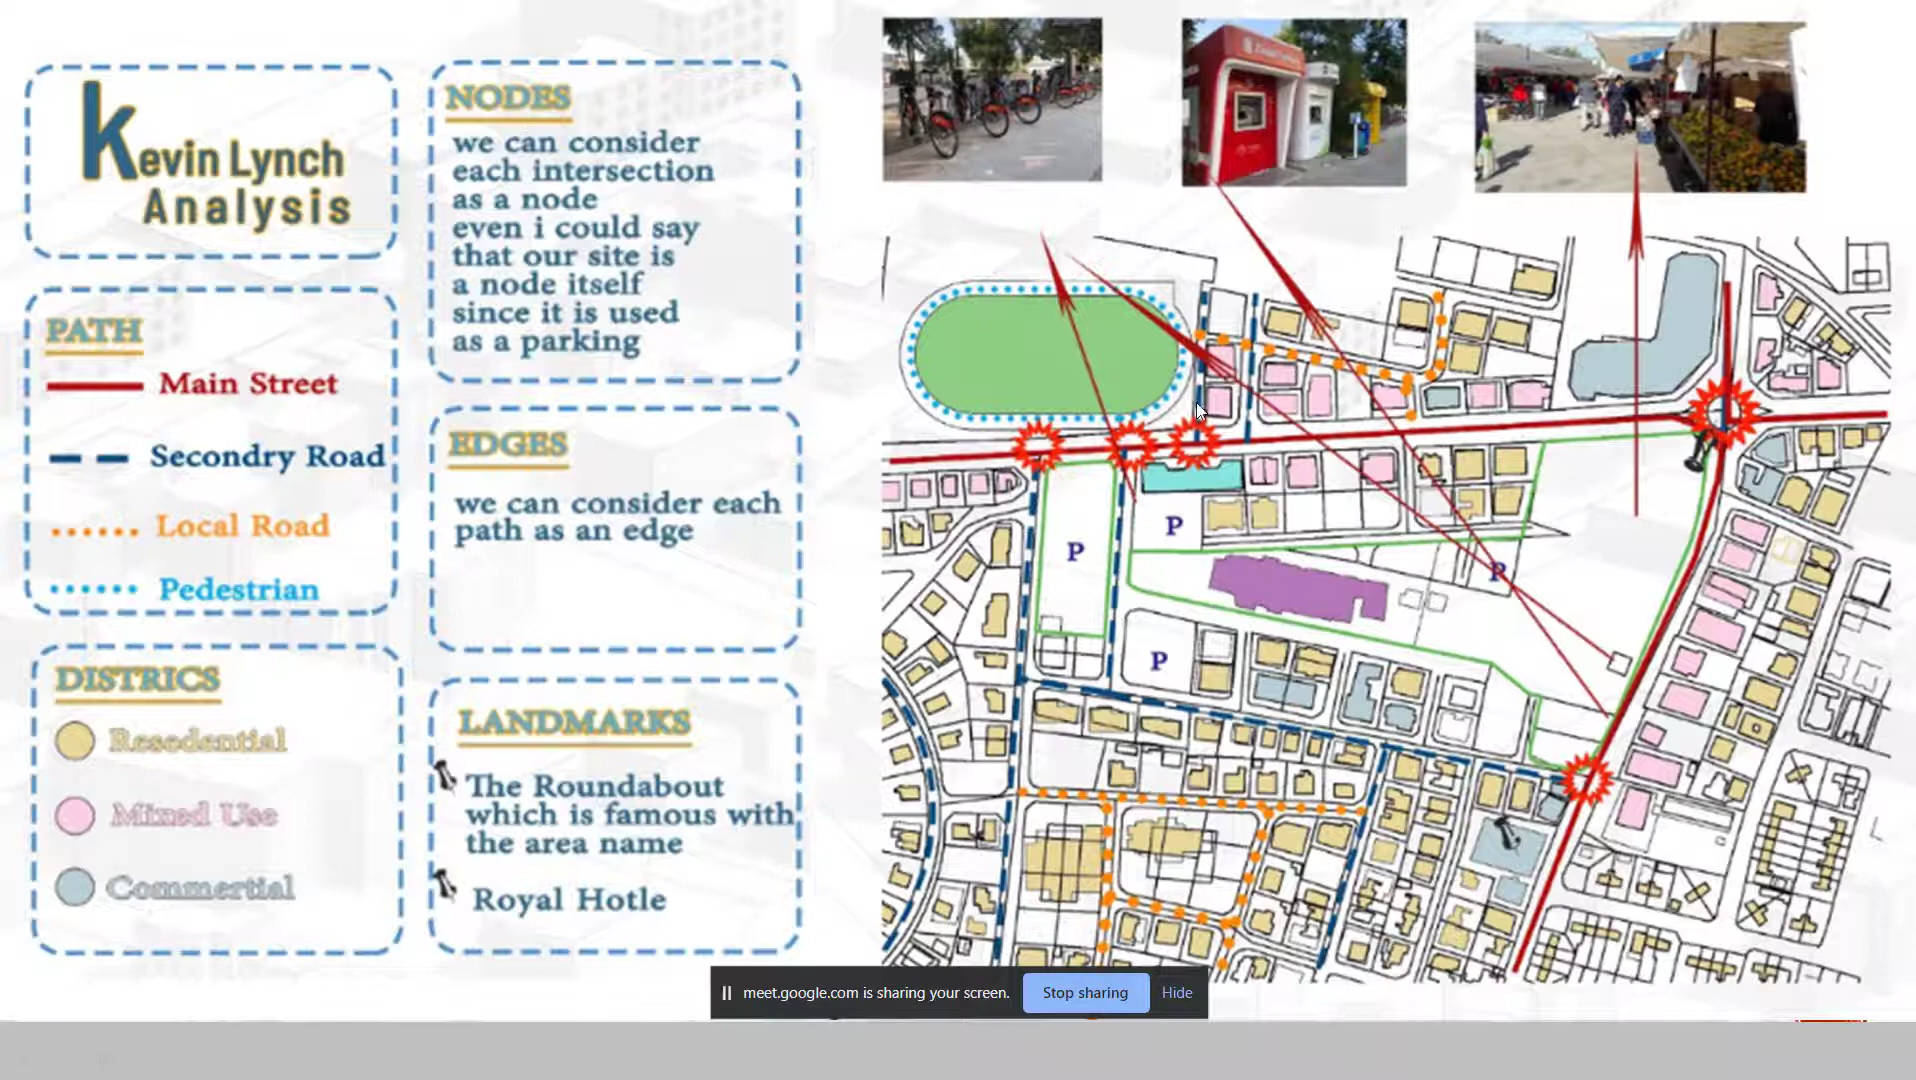 Kevin Lynch
Analysis
PATH
Main Street
Secondry Road
Local Road
Pedestrian
DISTRICS
Resedential
Mixed Use
Commertial
NODES
we can consider
each intersection
as a node
even i could say
that our site is
a node itself
since it is used
as a parking
EDGES
we can consider each
path as an edge
LANDMARKS
The Roundabout
which is famous with
the area name
Royal Hotle
P
P
P
P
meet.google.com is sharing your screen.
Stop sharing
Hide